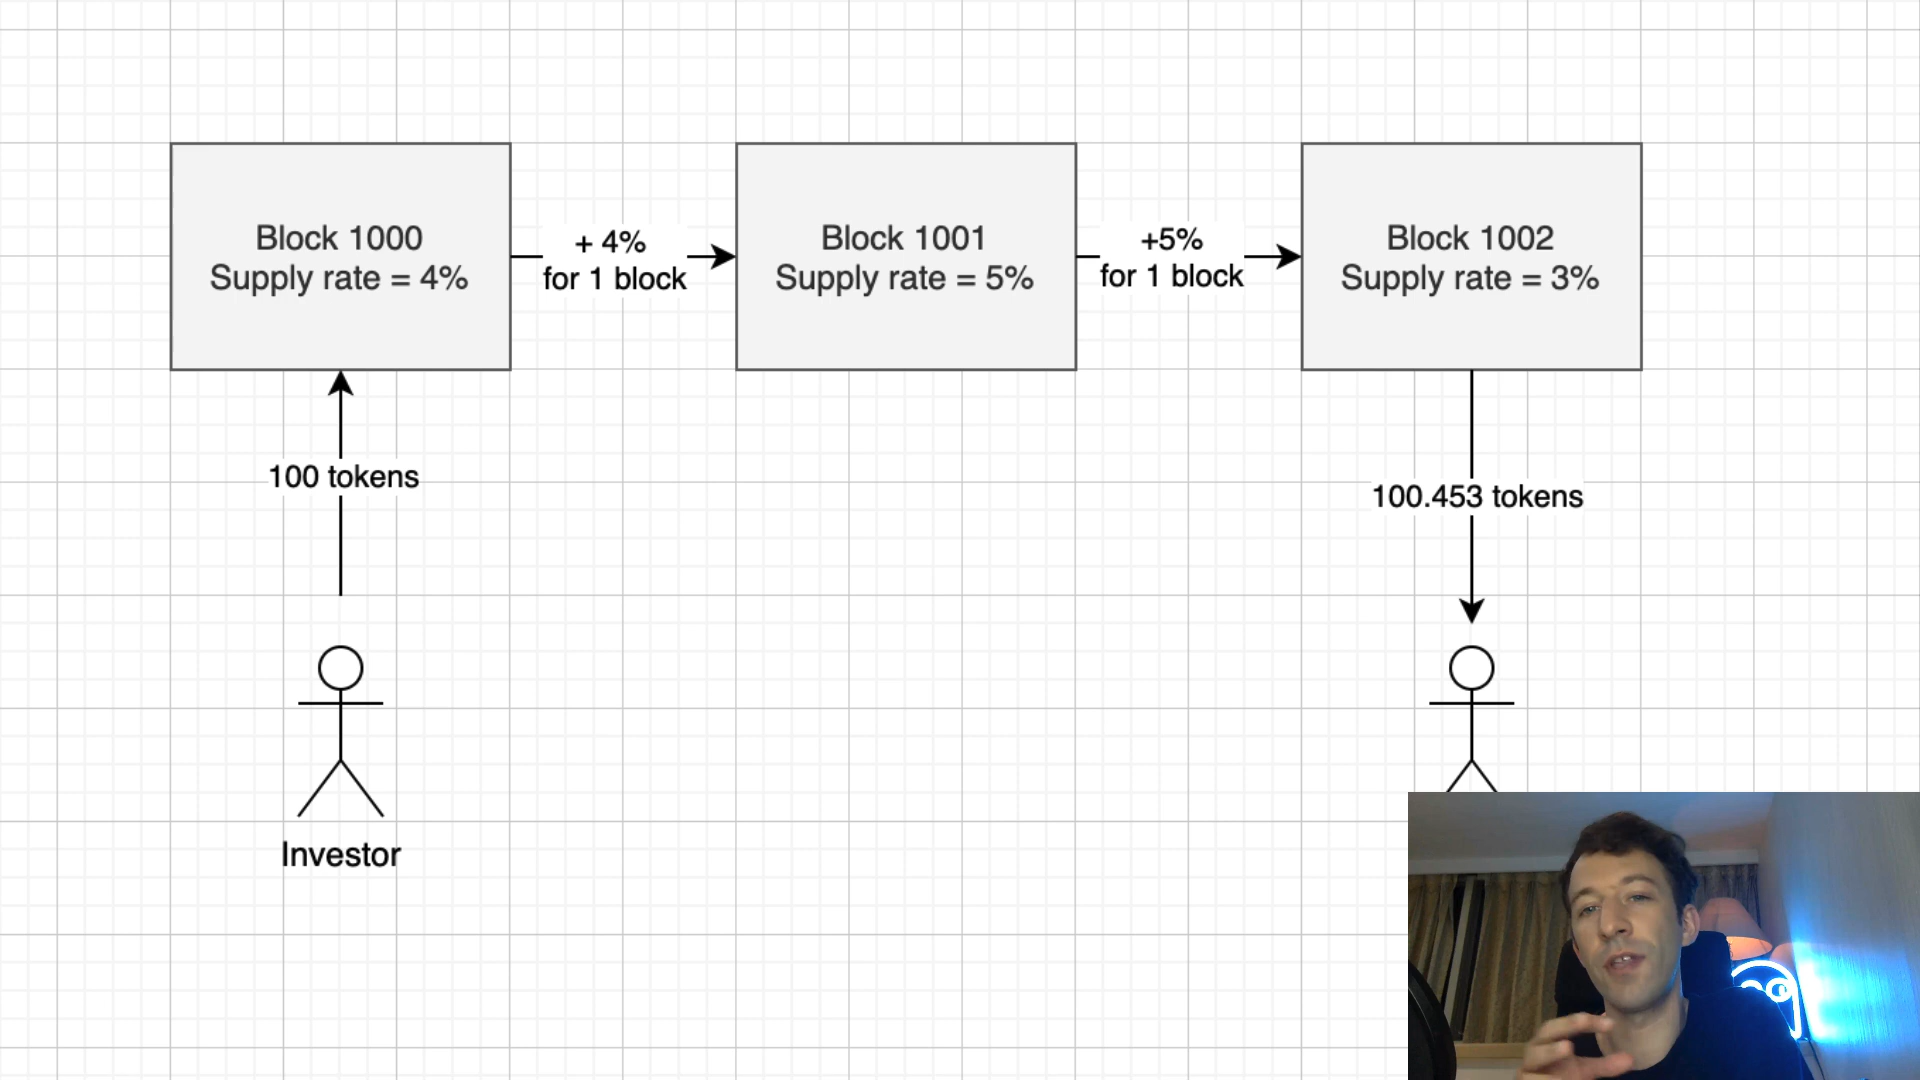 Block 1000
Supply rate = 4%
+ 4%
for 1 block
Block 1001
Supply rate = 5%
+5%
for 1 block
Block 1002
Supply rate = 3%
100 tokens
100.453 tokens
Investor